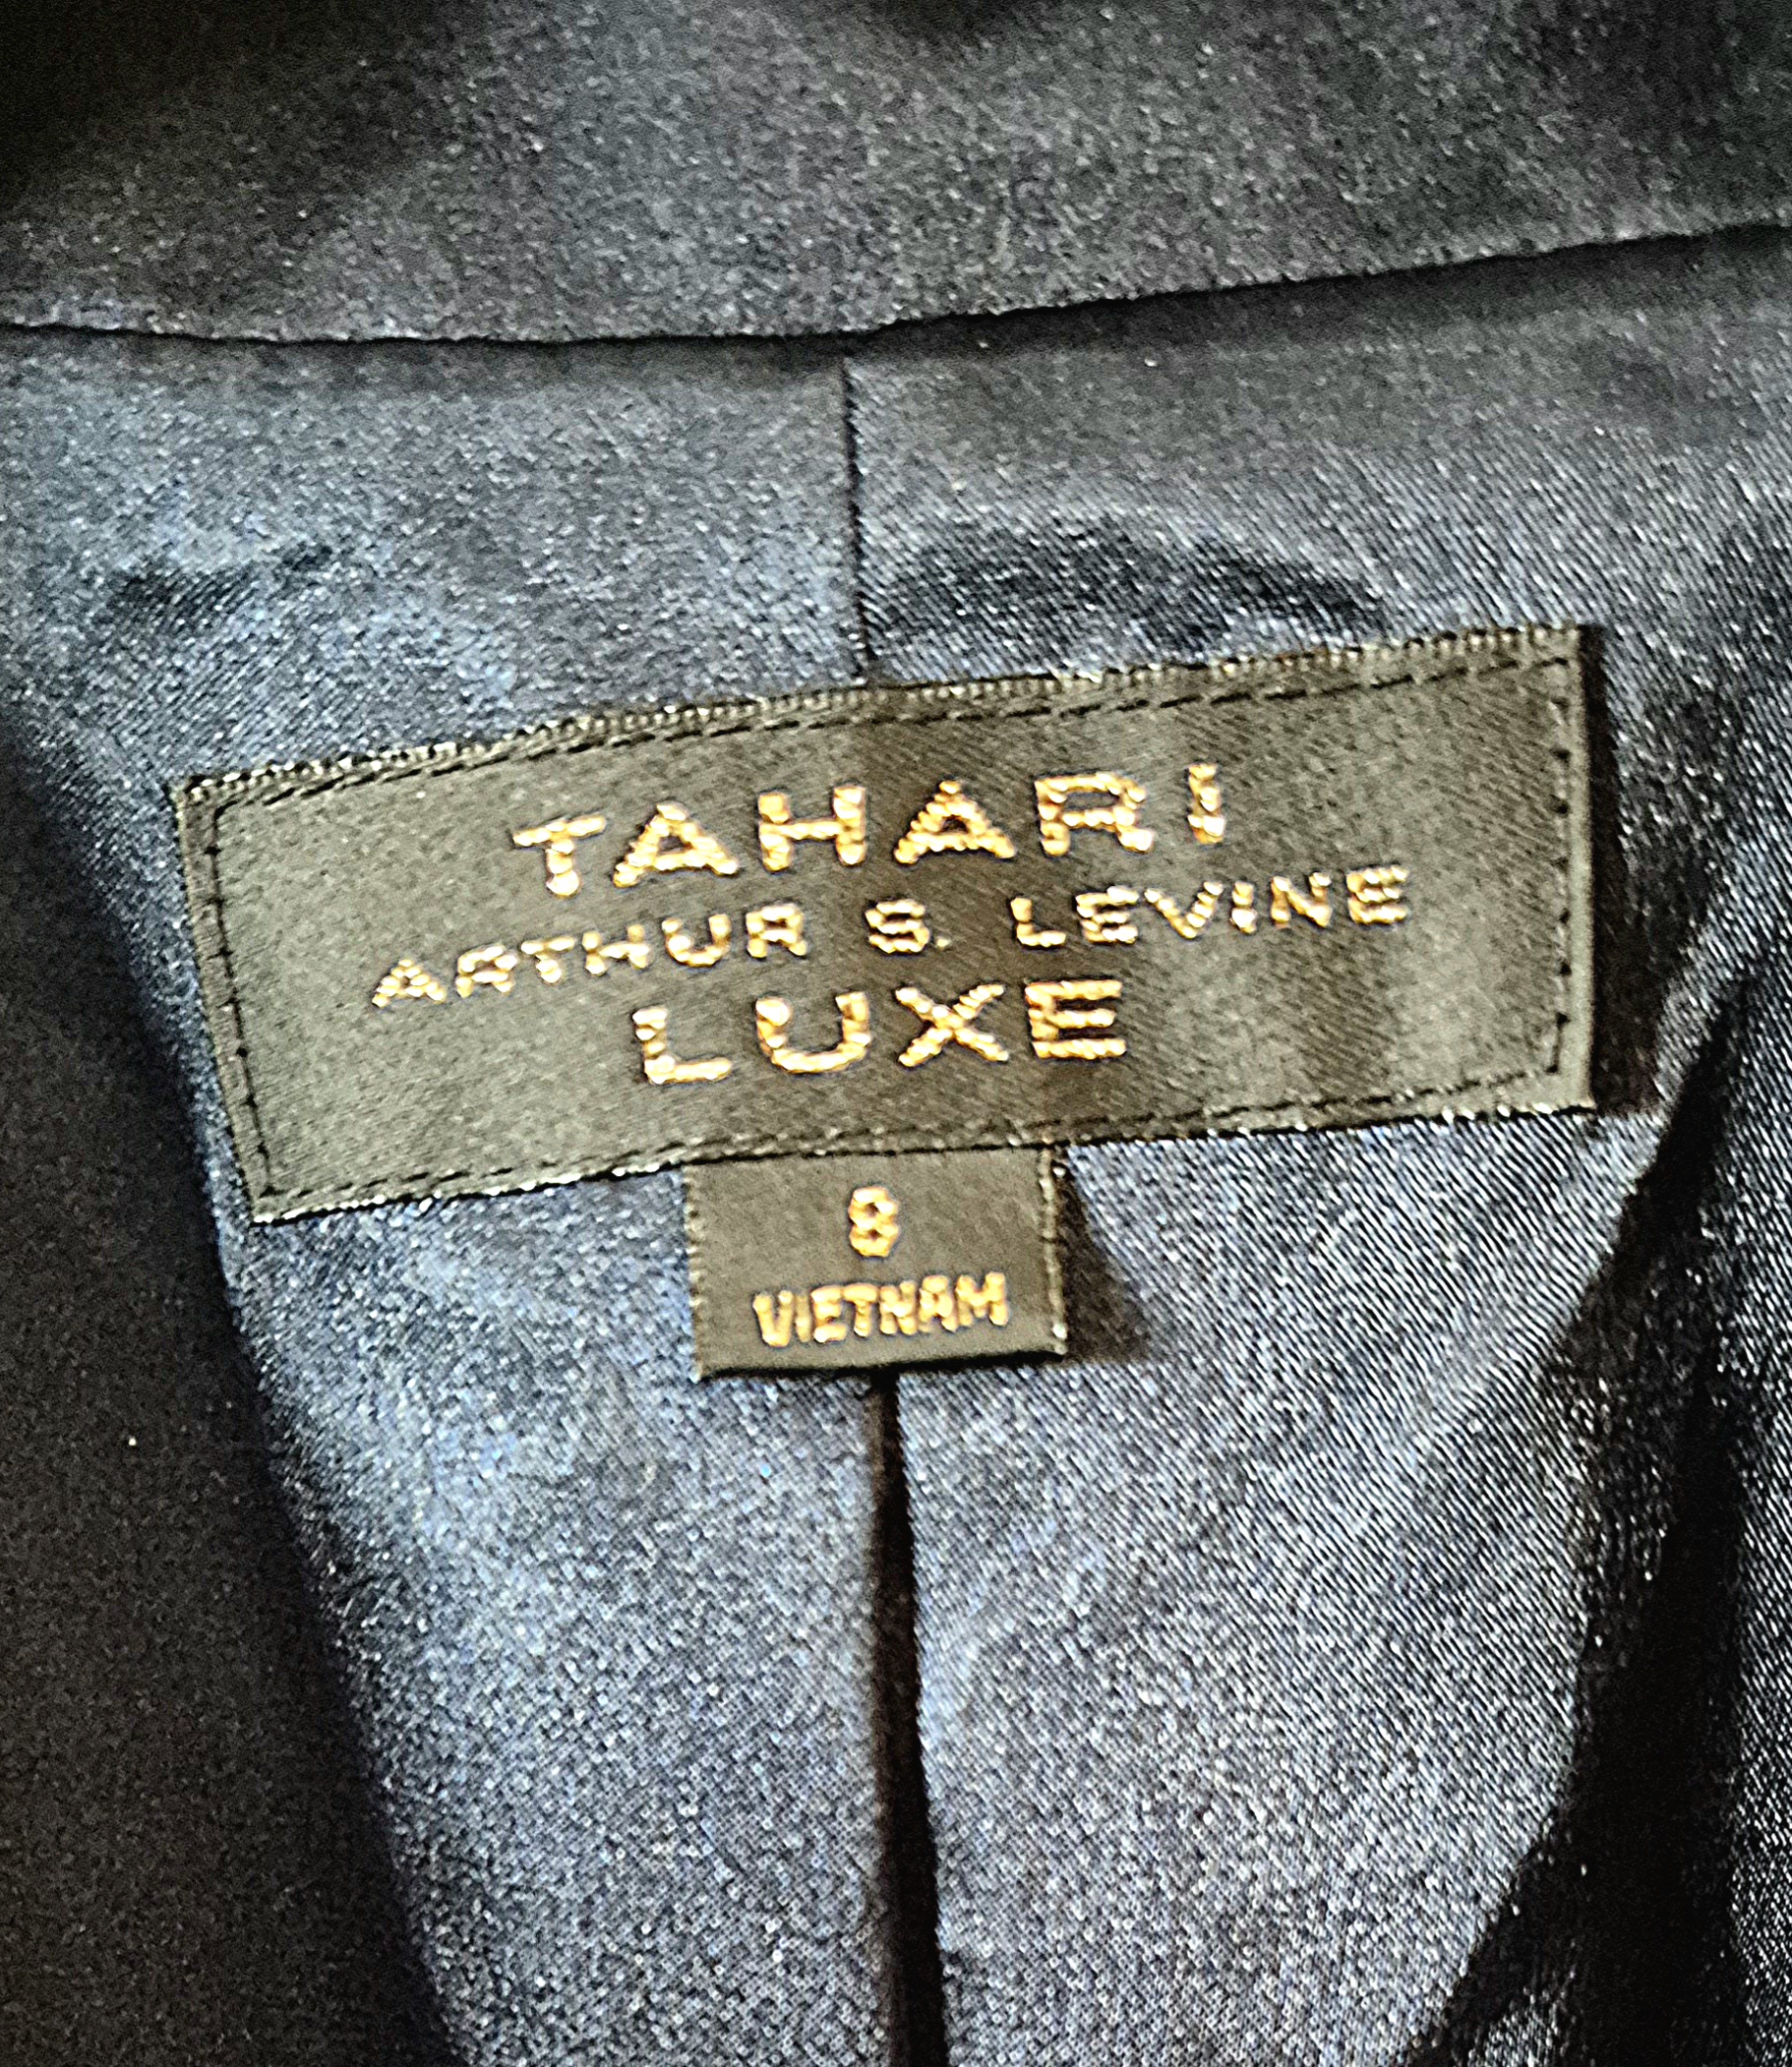 TAHARI
ARTHUR S. LEVINE
LUXE
8
VIETNAM